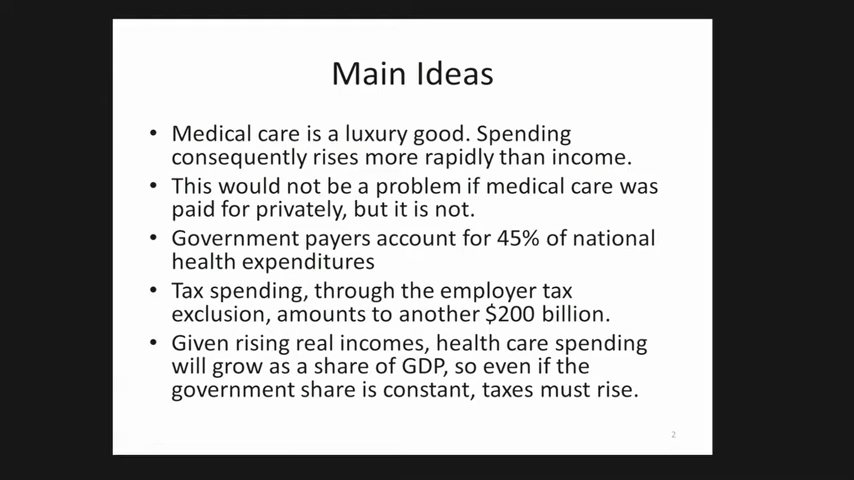 Main Ideas
• Medical care is a luxury good. Spending
consequently rises more rapidly than income.
• This would not be a problem if medical care was
paid for privately, but it is not.
• Government payers account for 45% of national
health expenditures
• Tax spending, through the employer tax
exclusion, amounts to another $200 billion.
• Given rising real incomes, health care spending
will grow as a share of GDP, so even if the
government share is constant, taxes must rise.
2